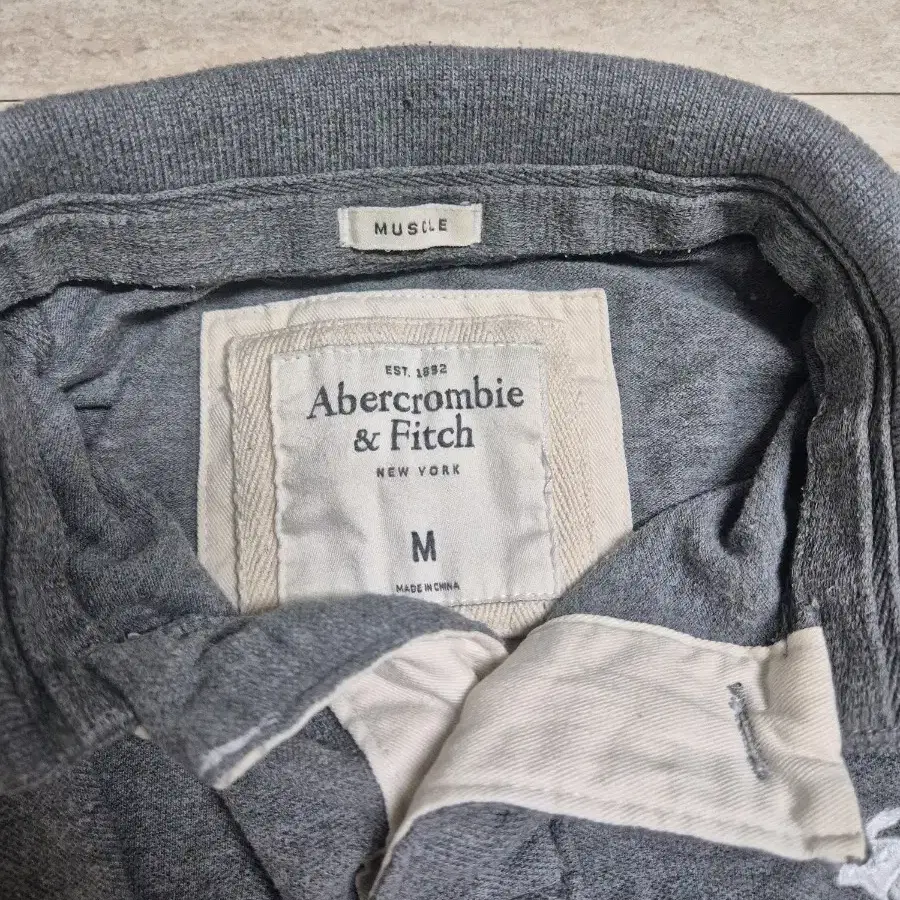 MUSCLE
EST. 1892
Abercrombie
& Fitch
NEW YORK
M
MADE IN CHINA